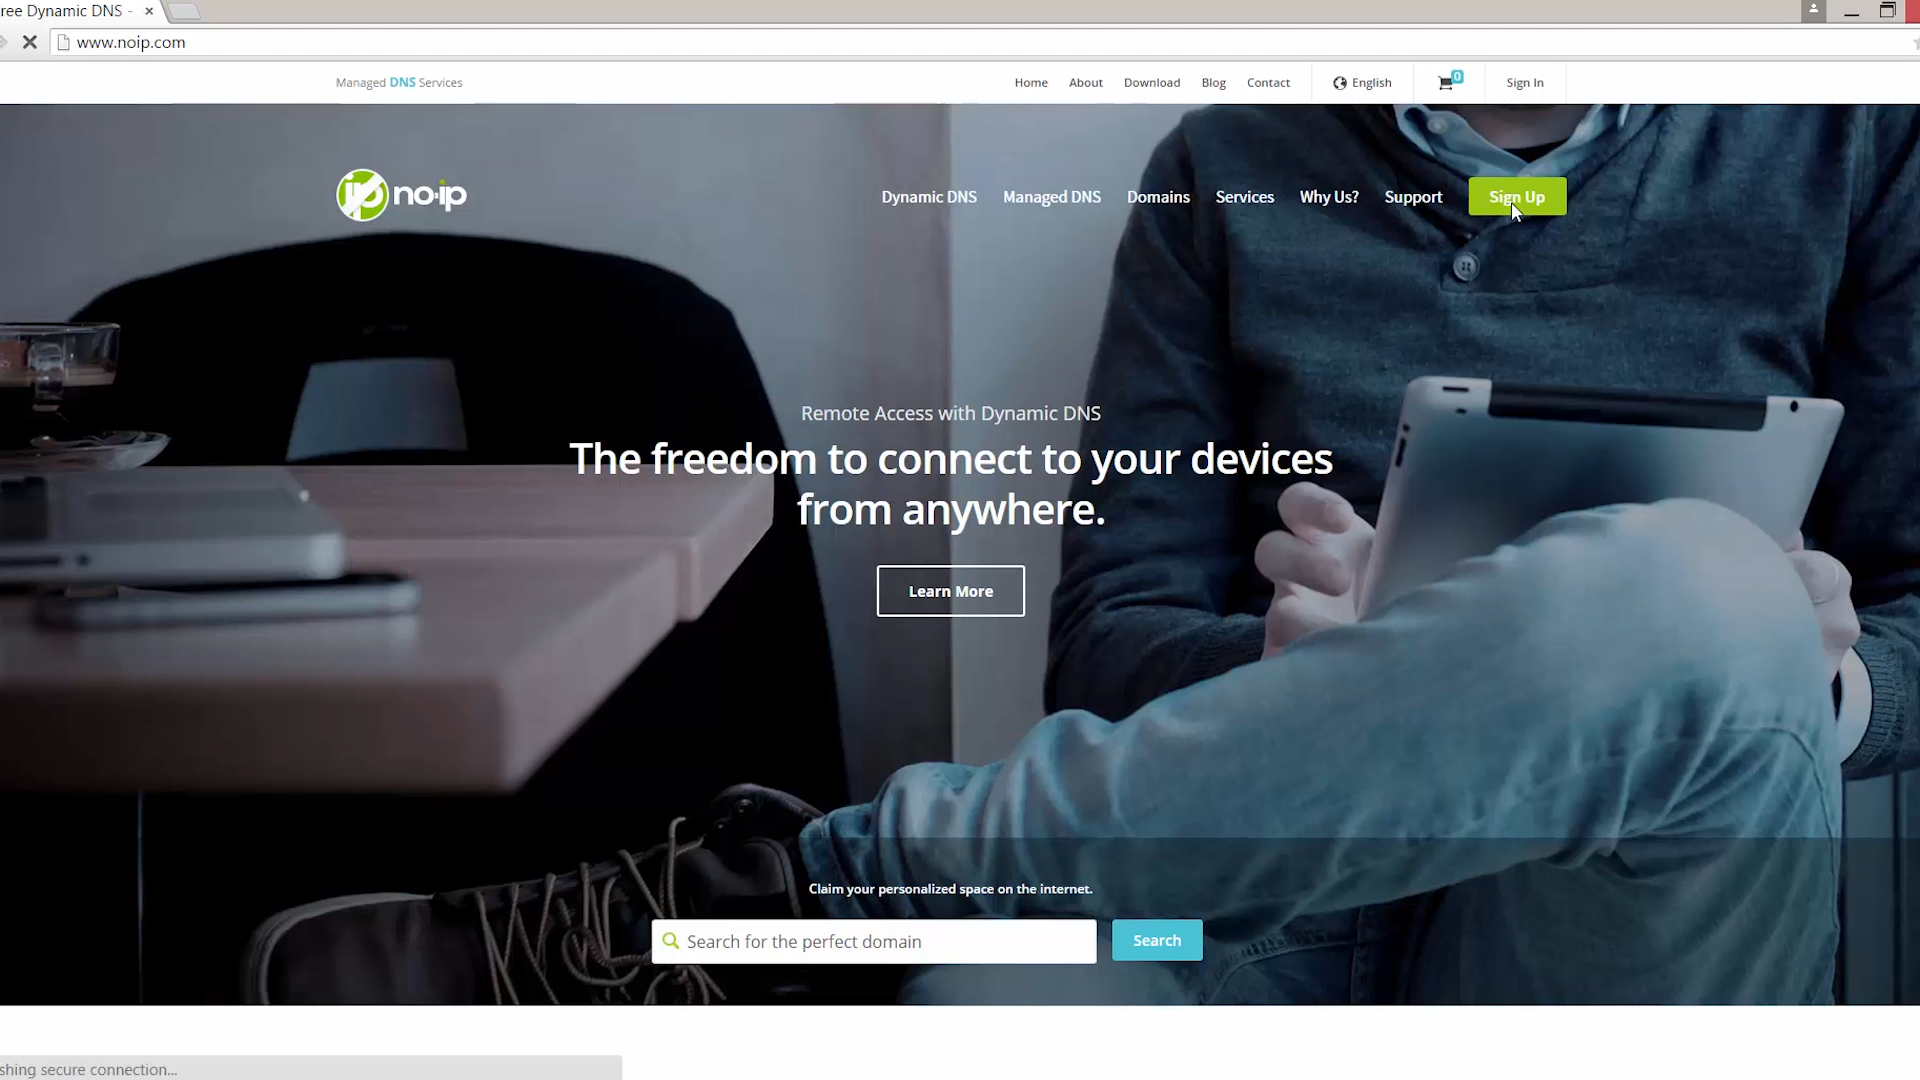 ree Dynamic DNS -
www.noip.com
Managed DNS Services
Home
About
Download
Blog
Contact
English
0
Sign In
no-ip
Dynamic DNS
Managed DNS
Domains
Services
Why Us?
Support
Sign Up
Remote Access with Dynamic DNS
The freedom to connect to your devices
from anywhere.
Learn More
Claim your personalized space on the internet.
Search for the perfect domain
Search
shing secure connection...